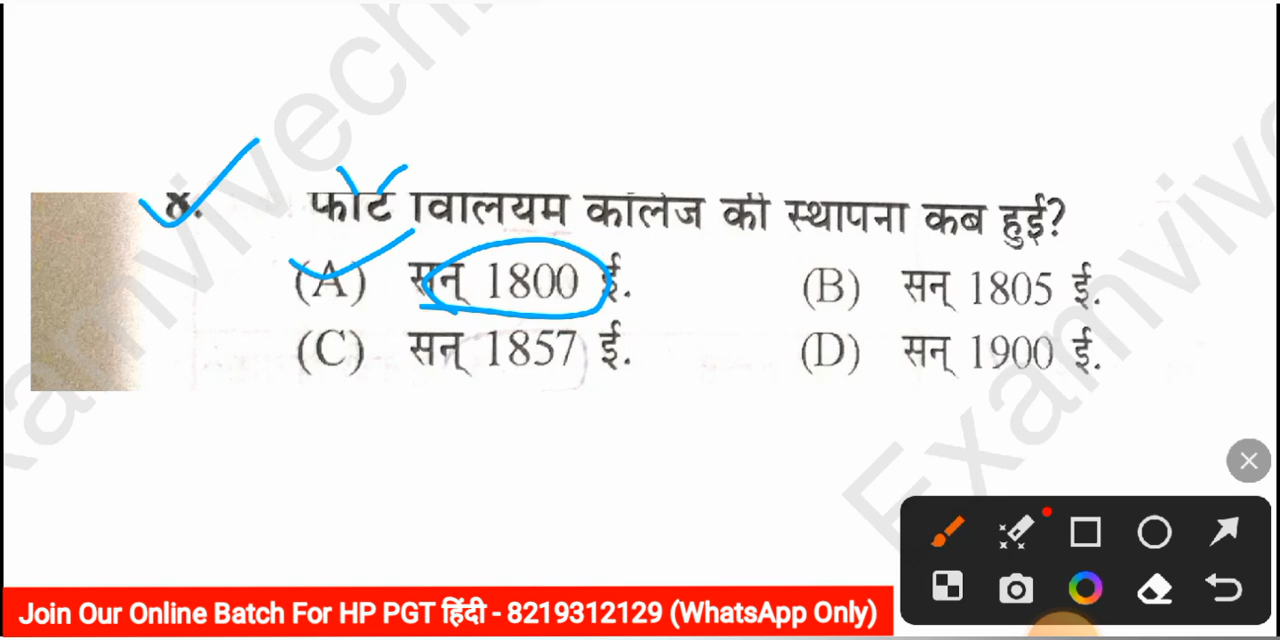 फोर्ट विलियम कॉलेज की स्थापना कब हुई?
(A) सन् 1800 ई. (B) सन् 1805 ई.
(C) सन् 1857 ई. (D) सन् 1900 ई.
Join Our Online Batch For HP PGT हिंदी - 8219312129 (WhatsApp Only)